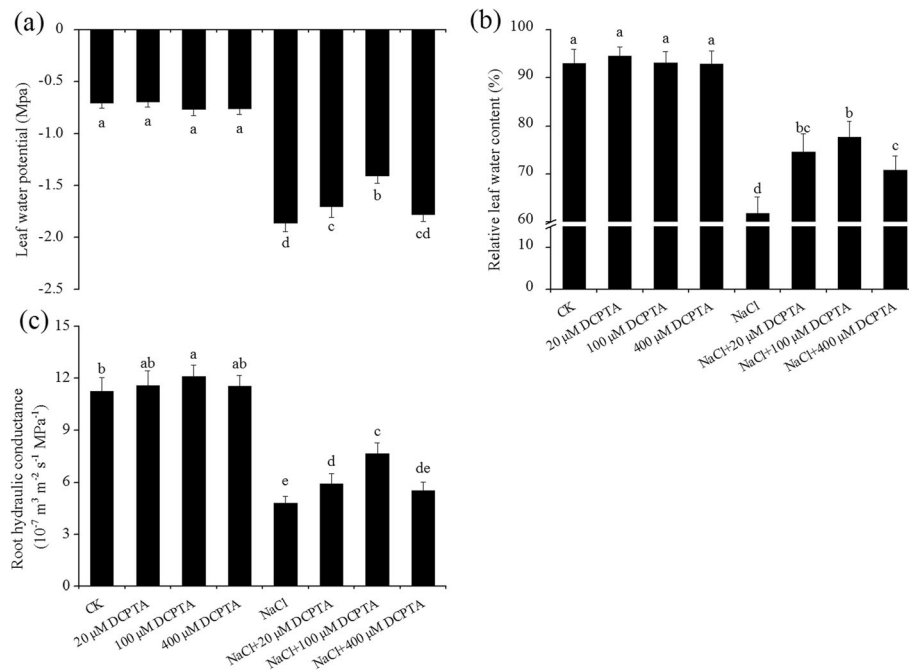 (a)
0
-0.5
-1.0
-1.5
-2.0
-2.5
Leaf water potential (Mpa)
a a a a d c b cd
(b)
100
90
80
70
60
10
0
Relative leaf water content (%)
a a a a d bc b c
CK
20 μM DCPTA
100 μM DCPTA
400 μM DCPTA
NaCl
NaCl+20 μM DCPTA
NaCl+100 μM DCPTA
NaCl+400 μM DCPTA
(c)
15
12
9
6
3
0
Root hydraulic conductance
(10⁻⁷ m³ m⁻² s⁻¹ MPa⁻¹)
b ab a ab e d c de
CK
20 μM DCPTA
100 μM DCPTA
400 μM DCPTA
NaCl
NaCl+20 μM DCPTA
NaCl+100 μM DCPTA
NaCl+400 μM DCPTA